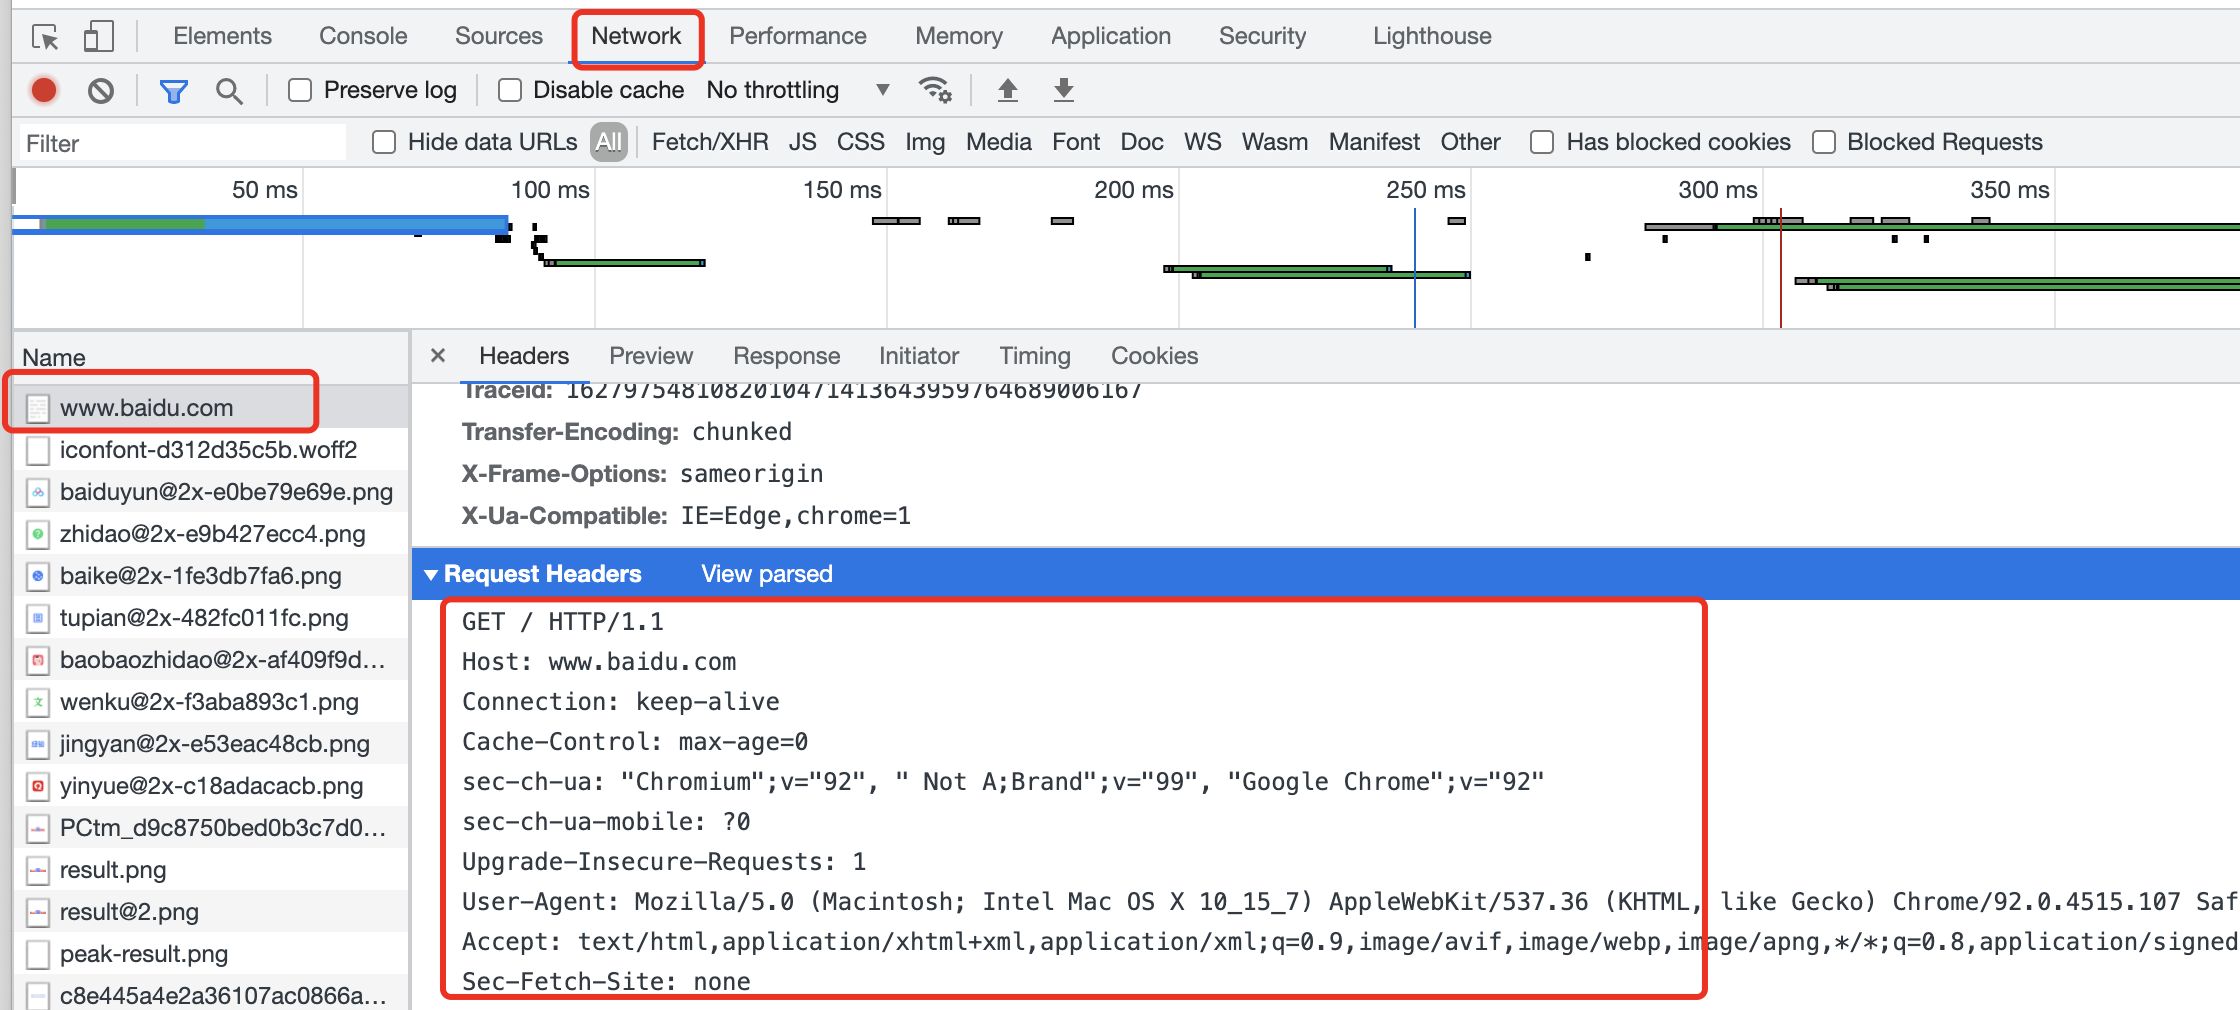 Elements Console Sources Network Performance Memory Application Security Lighthouse
Preserve log Disable cache No throttling
Filter Hide data URLs All Fetch/XHR JS CSS Img Media Font Doc WS Wasm Manifest Other Has blocked cookies Blocked Requests
50 ms 100 ms 150 ms 200 ms 250 ms 300 ms 350 ms
Name
www.baidu.com
iconfont-d312d35c5b.woff2
baiduyun@2x-e0be79e69e.png
zhidao@2x-e9b427ecc4.png
baike@2x-1fe3db7fa6.png
tupian@2x-482fc011fc.png
baobaozhidao@2x-af409f9d...
wenku@2x-f3aba893c1.png
jingyan@2x-e53eac48cb.png
yinyue@2x-c18adacacb.png
PCtm_d9c8750bed0b3c7d0...
result.png
result@2.png
peak-result.png
c8e445a4e2a36107ac0866a...
× Headers Preview Response Initiator Timing Cookies
Traceid: 1627975481082010471413643959764689006167
Transfer-Encoding: chunked
X-Frame-Options: sameorigin
X-Ua-Compatible: IE=Edge,chrome=1
Request Headers View parsed
GET / HTTP/1.1
Host: www.baidu.com
Connection: keep-alive
Cache-Control: max-age=0
sec-ch-ua: "Chromium";v="92", " Not A;Brand";v="99", "Google Chrome";v="92"
sec-ch-ua-mobile: ?0
Upgrade-Insecure-Requests: 1
User-Agent: Mozilla/5.0 (Macintosh; Intel Mac OS X 10_15_7) AppleWebKit/537.36 (KHTML, like Gecko) Chrome/92.0.4515.107 Saf
Accept: text/html,application/xhtml+xml,application/xml;q=0.9,image/avif,image/webp,image/apng,*/*;q=0.8,application/signed
Sec-Fetch-Site: none